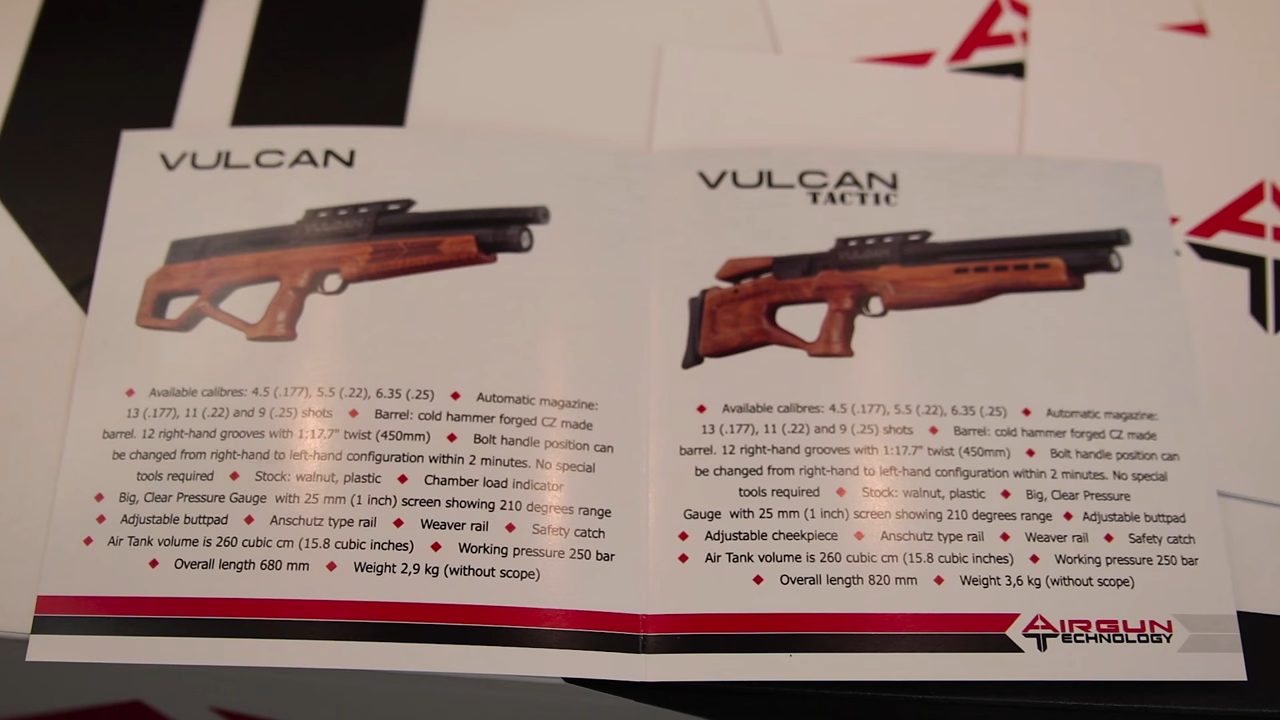 VULCAN
VULCAN
◆ Available calibres: 4.5 (.177), 5.5 (.22), 6.35 (.25) ◆ Automatic magazine:
13 (.177), 11 (.22) and 9 (.25) shots ◆ Barrel: cold hammer forged CZ made
barrel. 12 right-hand grooves with 1:17.7" twist (450mm) ◆ Bolt handle position can
be changed from right-hand to left-hand configuration within 2 minutes. No special
tools required ◆ Stock: walnut, plastic ◆ Chamber load indicator
◆ Big, Clear Pressure Gauge with 25 mm (1 inch) screen showing 210 degrees range
◆ Adjustable buttpad ◆ Anschutz type rail ◆ Weaver rail ◆ Safety catch
◆ Air Tank volume is 260 cubic cm (15.8 cubic inches) ◆ Working pressure 250 bar
◆ Overall length 680 mm ◆ Weight 2,9 kg (without scope)
VULCAN
TACTIC
VULCAN
◆ Available calibres: 4.5 (.177), 5.5 (.22), 6.35 (.25) ◆ Automatic magazine:
13 (.177), 11 (.22) and 9 (.25) shots ◆ Barrel: cold hammer forged CZ made
barrel. 12 right-hand grooves with 1:17.7" twist (450mm) ◆ Bolt handle position can
be changed from right-hand to left-hand configuration within 2 minutes. No special
tools required ◆ Stock: walnut, plastic ◆ Big, Clear Pressure
Gauge with 25 mm (1 inch) screen showing 210 degrees range ◆ Adjustable buttpad
◆ Adjustable cheekpiece ◆ Anschutz type rail ◆ Weaver rail ◆ Safety catch
◆ Air Tank volume is 260 cubic cm (15.8 cubic inches) ◆ Working pressure 250 bar
◆ Overall length 820 mm ◆ Weight 3,6 kg (without scope)
AIRGUN
TECHNOLOGY